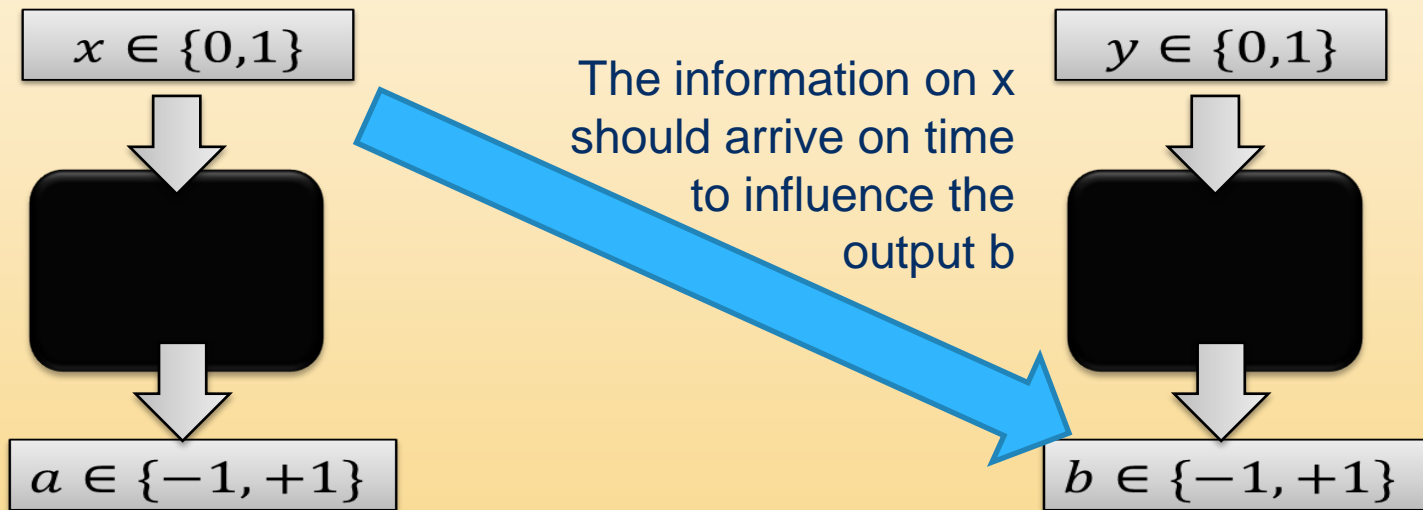 x ∈ {0,1}
y ∈ {0,1}
The information on x
should arrive on time
to influence the
output b
a ∈ {−1, +1}
b ∈ {−1, +1}